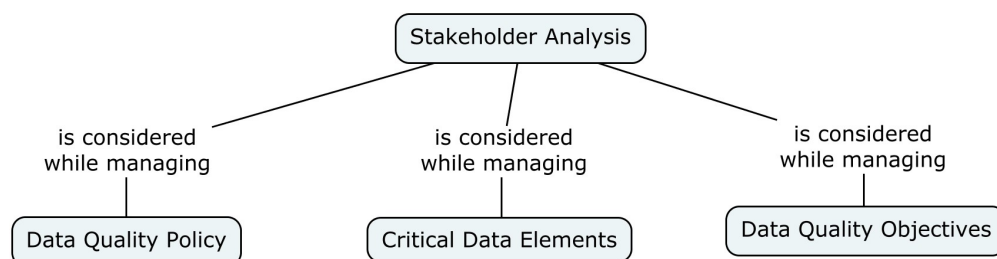 Stakeholder Analysis
is considered
while managing
is considered
while managing
is considered
while managing
Data Quality Policy
Critical Data Elements
Data Quality Objectives